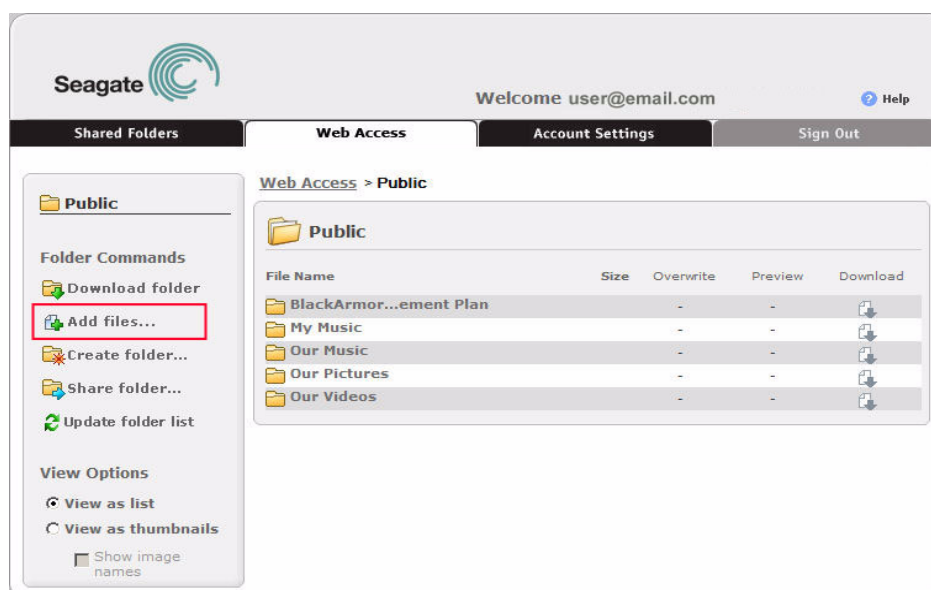 Seagate
Welcome user@email.com
Help
Shared Folders Web Access Account Settings Sign Out
Web Access > Public
Public
Folder Commands
Download folder
Add files...
Create folder...
Share folder...
Update folder list
View Options
View as list
View as thumbnails
Show image
names
Public
File Name Size Overwrite Preview Download
BlackArmor...ement Plan - -
My Music - -
Our Music - -
Our Pictures - -
Our Videos - -